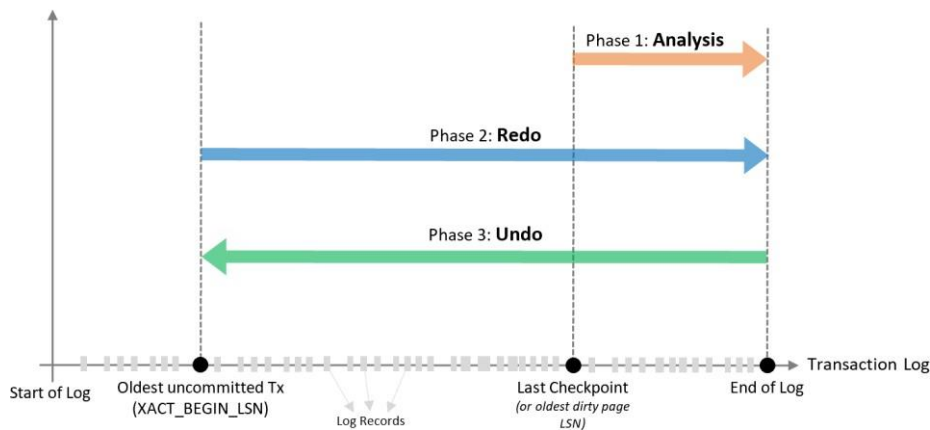 Phase 1: Analysis
Phase 2: Redo
Phase 3: Undo
Transaction Log
Start of Log
Oldest uncommitted Tx
(XACT_BEGIN_LSN)
Log Records
Last Checkpoint
(or oldest dirty page
LSN)
End of Log